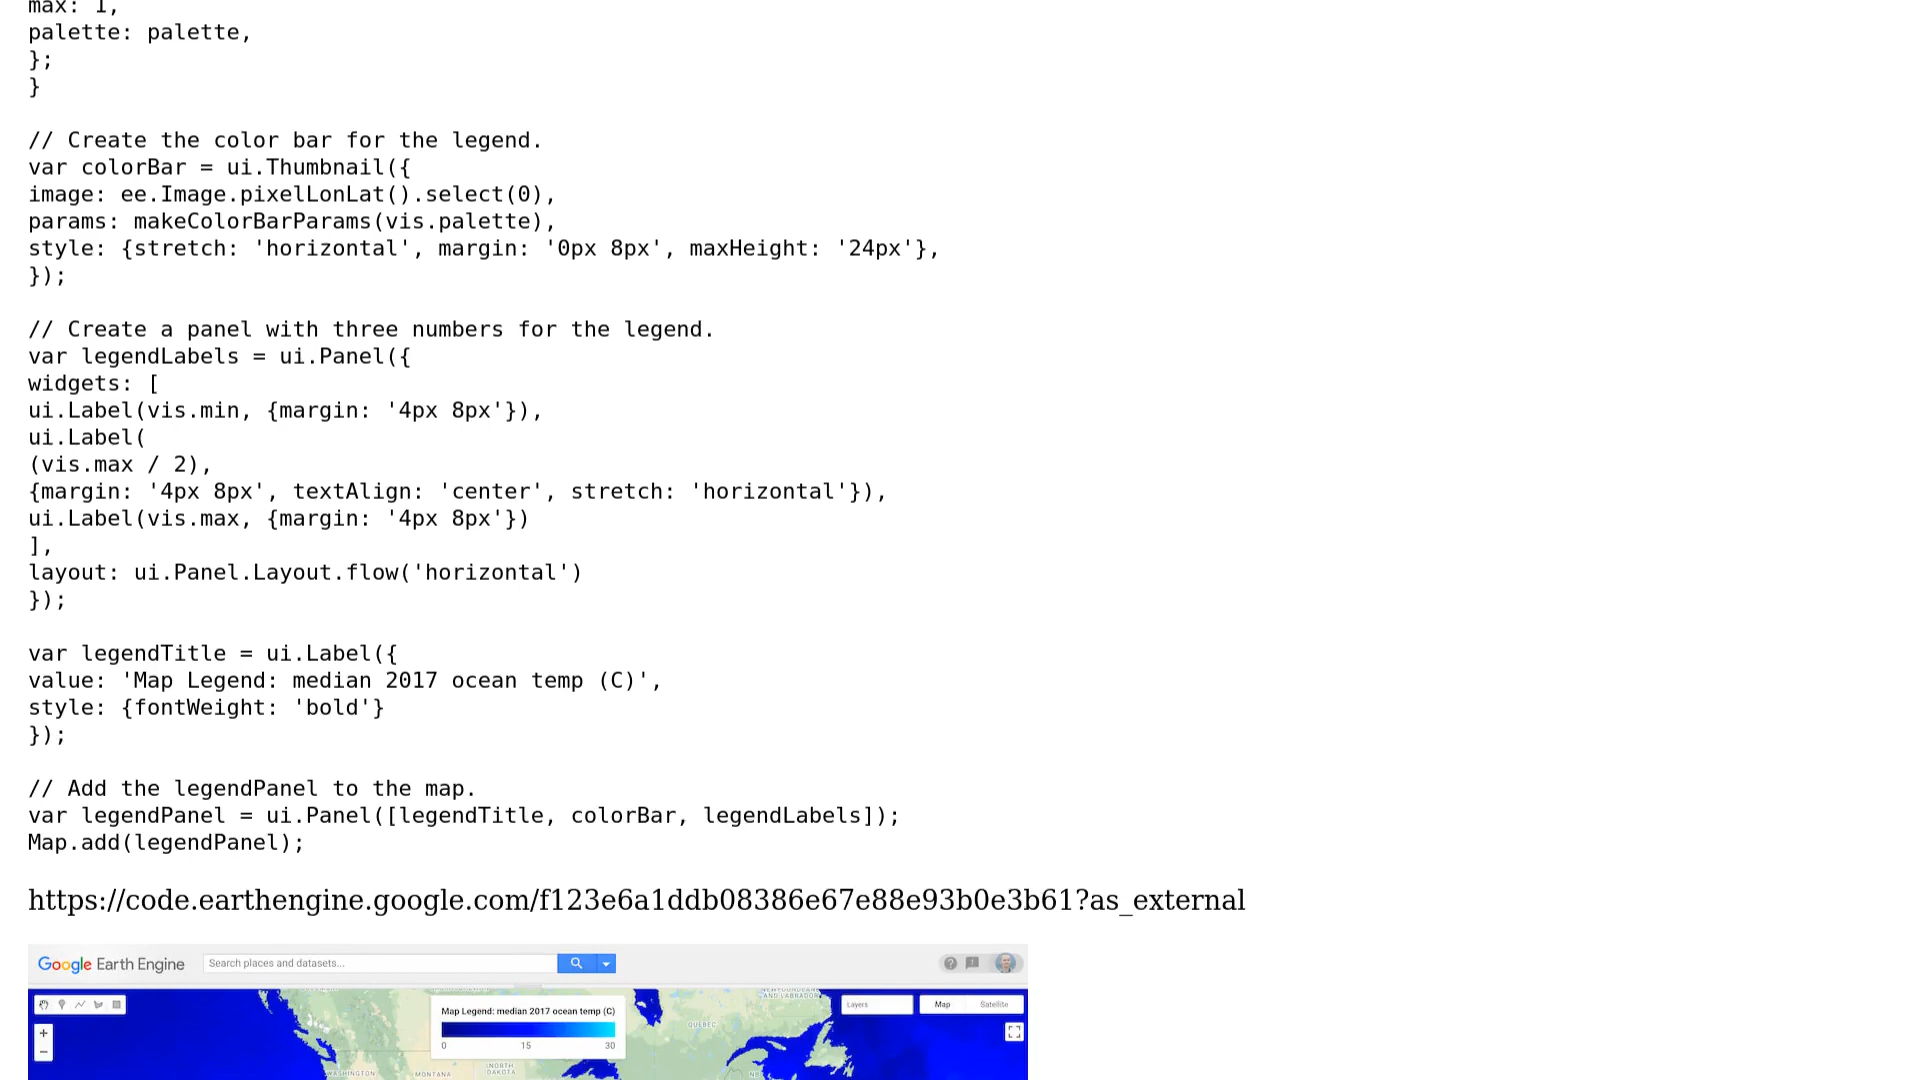 max: 1,
palette: palette,
};
}
// Create the color bar for the legend.
var colorBar = ui.Thumbnail({
image: ee.Image.pixelLonLat().select(0),
params: makeColorBarParams(vis.palette),
style: {stretch: 'horizontal', margin: '0px 8px', maxHeight: '24px'},
});
// Create a panel with three numbers for the legend.
var legendLabels = ui.Panel({
widgets: [
ui.Label(vis.min, {margin: '4px 8px'}),
ui.Label(
(vis.max / 2),
{margin: '4px 8px', textAlign: 'center', stretch: 'horizontal'}),
ui.Label(vis.max, {margin: '4px 8px'})
],
layout: ui.Panel.Layout.flow('horizontal')
});
var legendTitle = ui.Label({
value: 'Map Legend: median 2017 ocean temp (C)',
style: {fontWeight: 'bold'}
});
// Add the legendPanel to the map.
var legendPanel = ui.Panel([legendTitle, colorBar, legendLabels]);
Map.add(legendPanel);
https://code.earthengine.google.com/f123e6a1ddb08386e67e88e93b0e3b61?as_external
Google Earth Engine
Search places and datasets...
AND LABRADOR
Layers
Map Satellite
Map Legend: median 2017 ocean temp (C)
0 15 30
QUEBEC
WASHINGTON
MONTANA
NORTH
DAKOTA